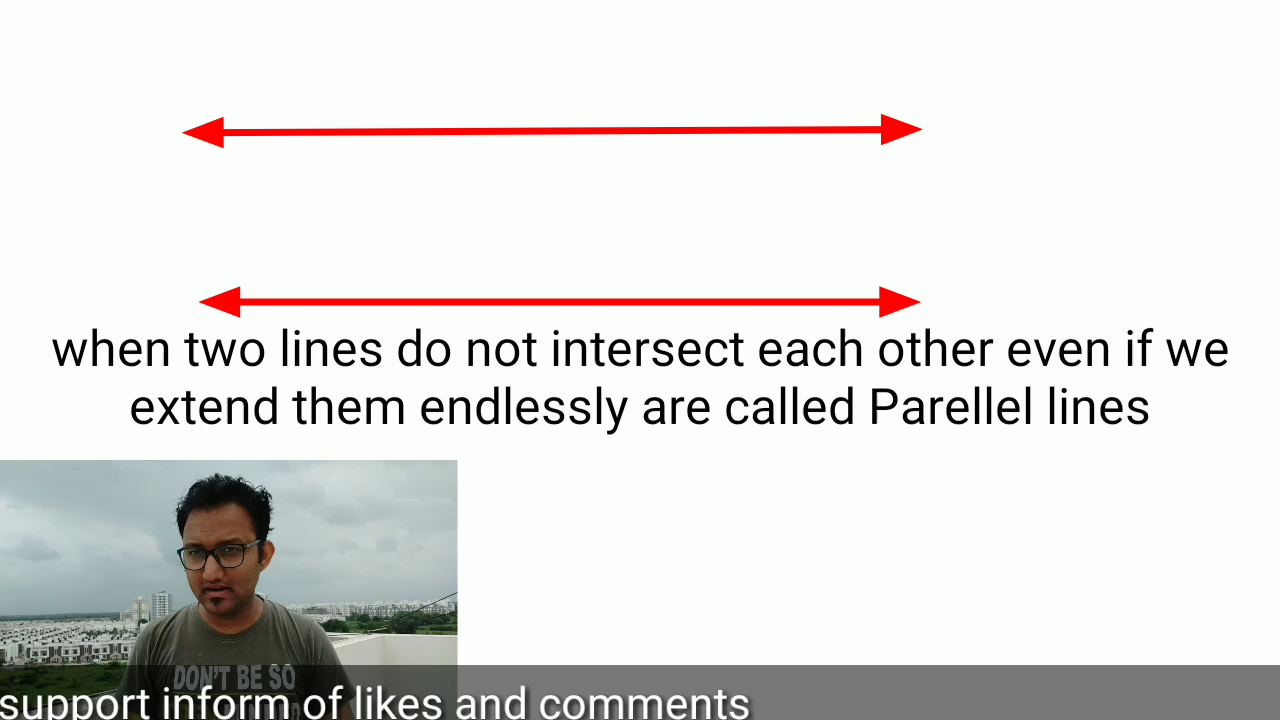 when two lines do not intersect each other even if we
extend them endlessly are called Parellel lines
DON'T BE SO
support inform of likes and comments